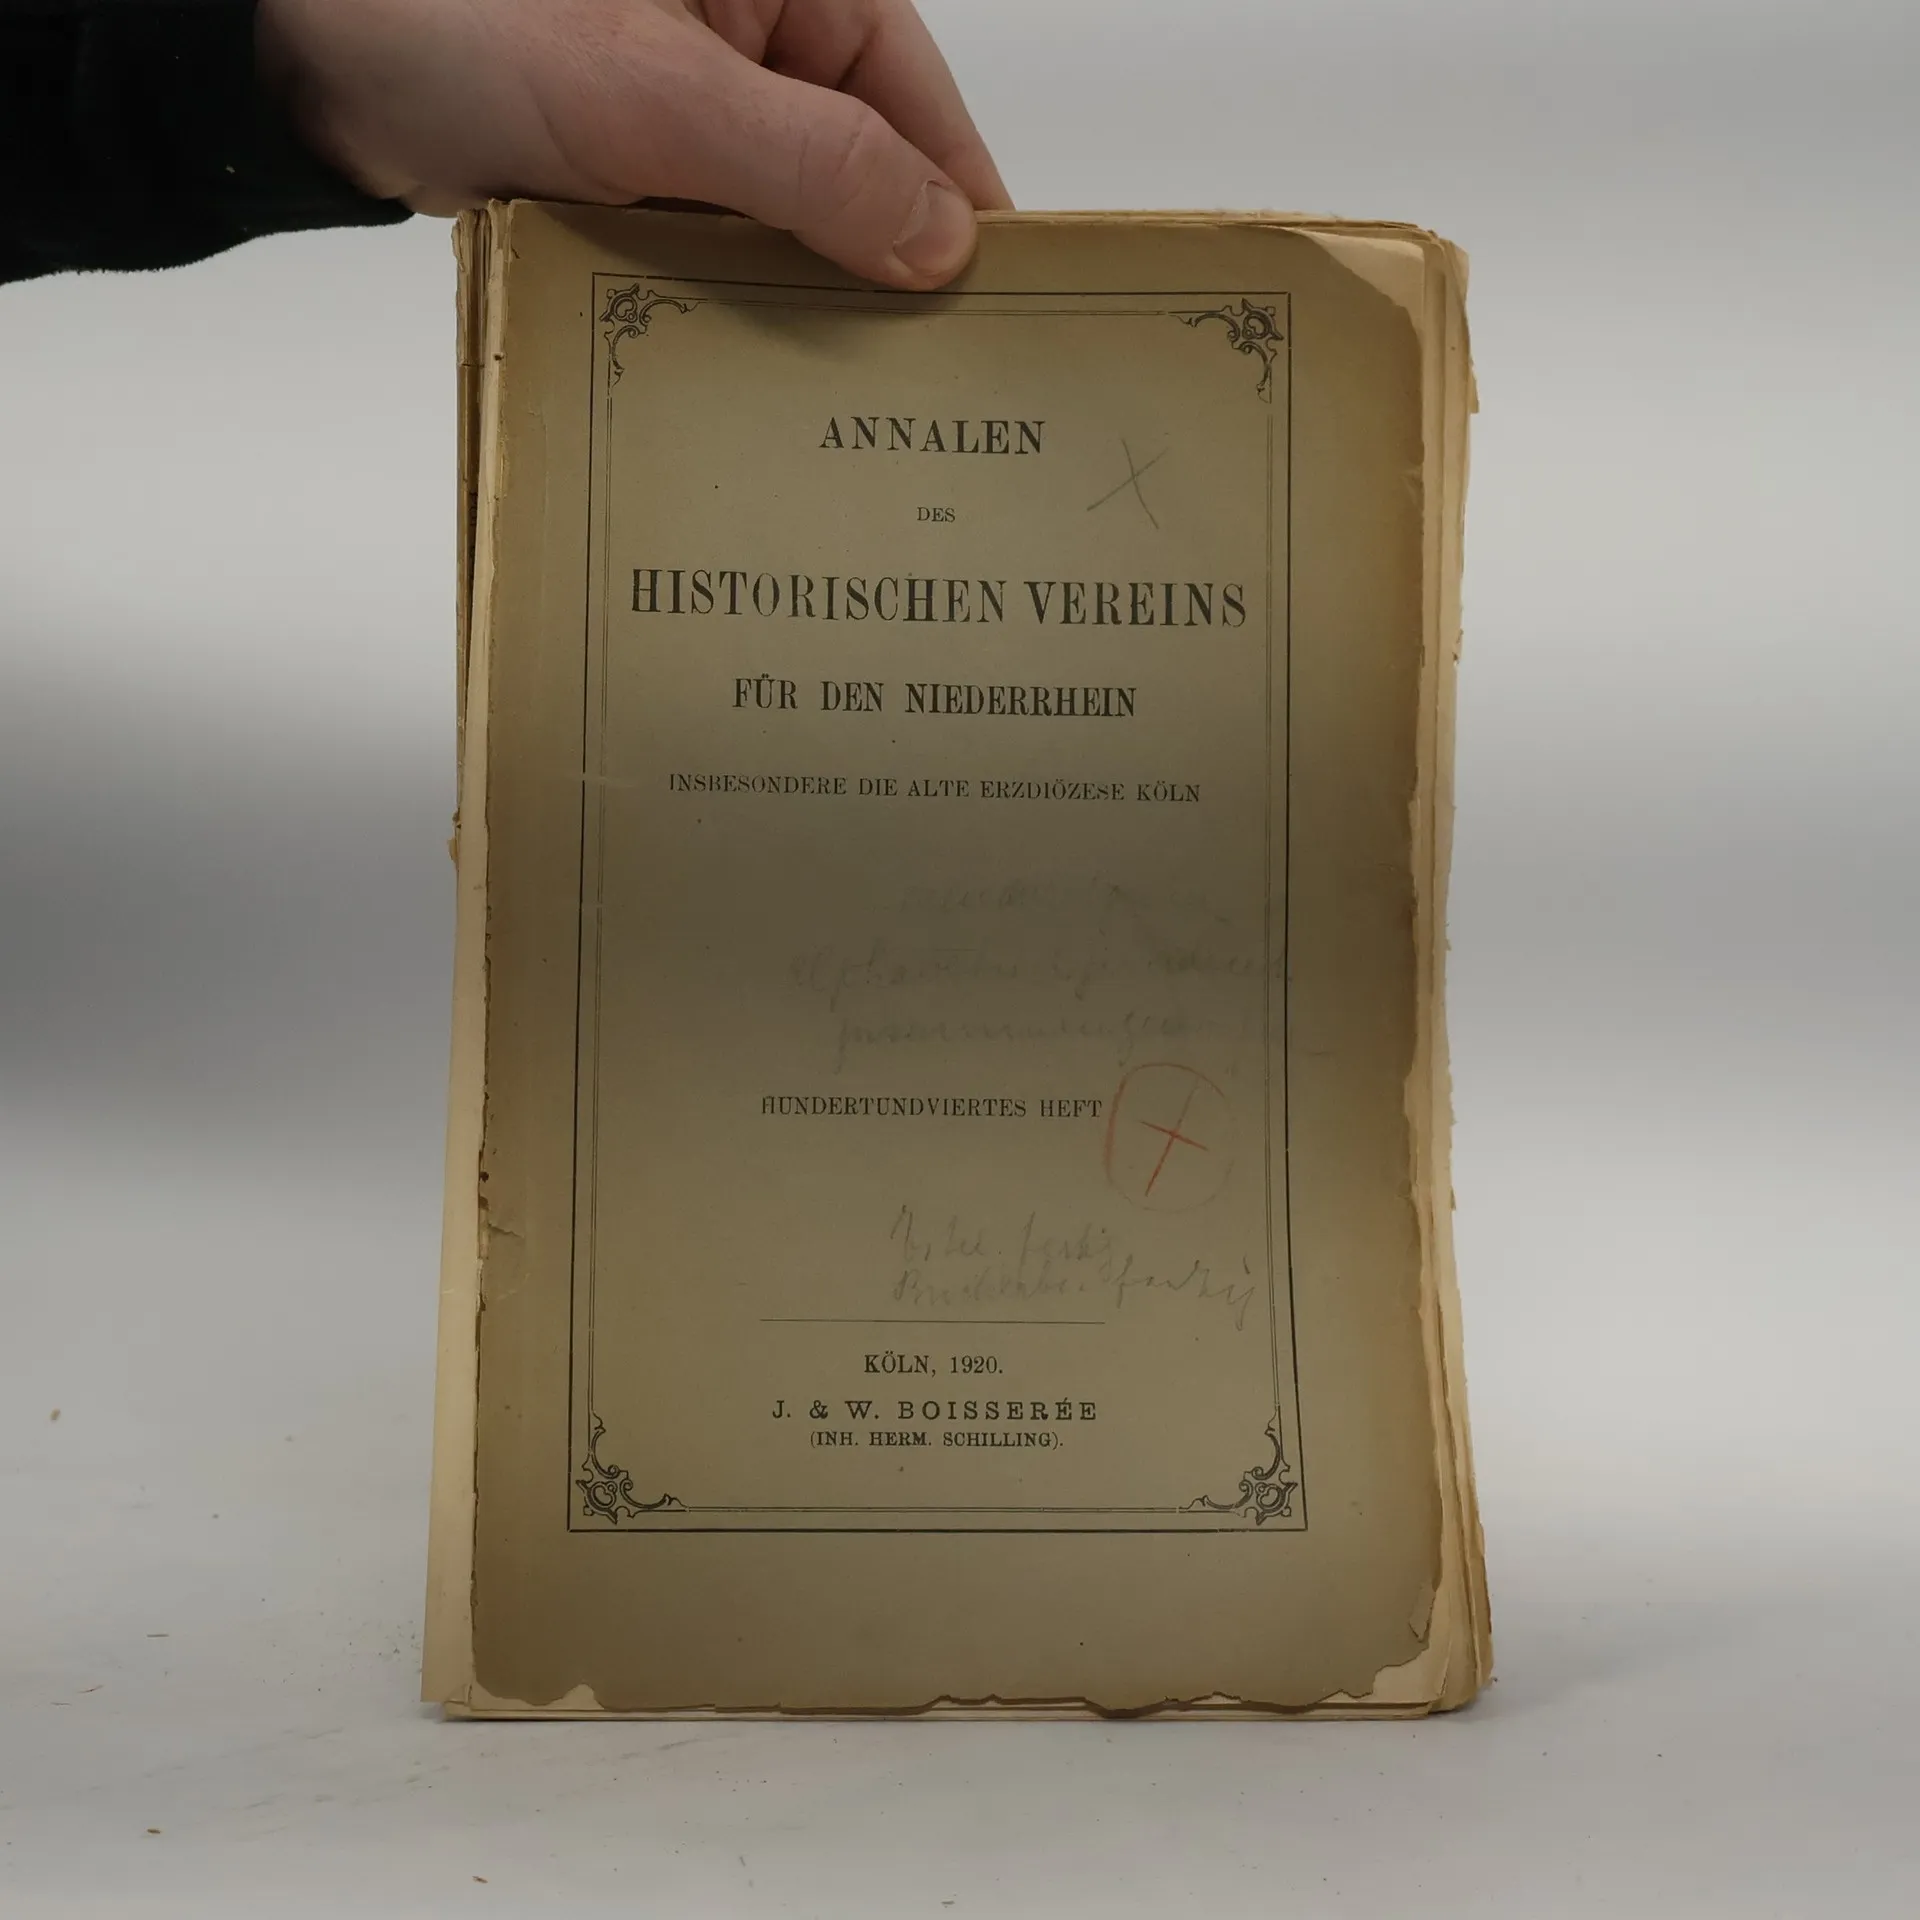 ANNALEN
DES
HISTORISCHEN VEREINS
FÜR DEN NIEDERRHEIN
INSBESONDERE DIE ALTE ERZDIÖZESE KÖLN
HUNDERTUNDVIERTES HEFT
KÖLN, 1920.
J. & W. BOISSERÉE
(INH. HERM. SCHILLING).